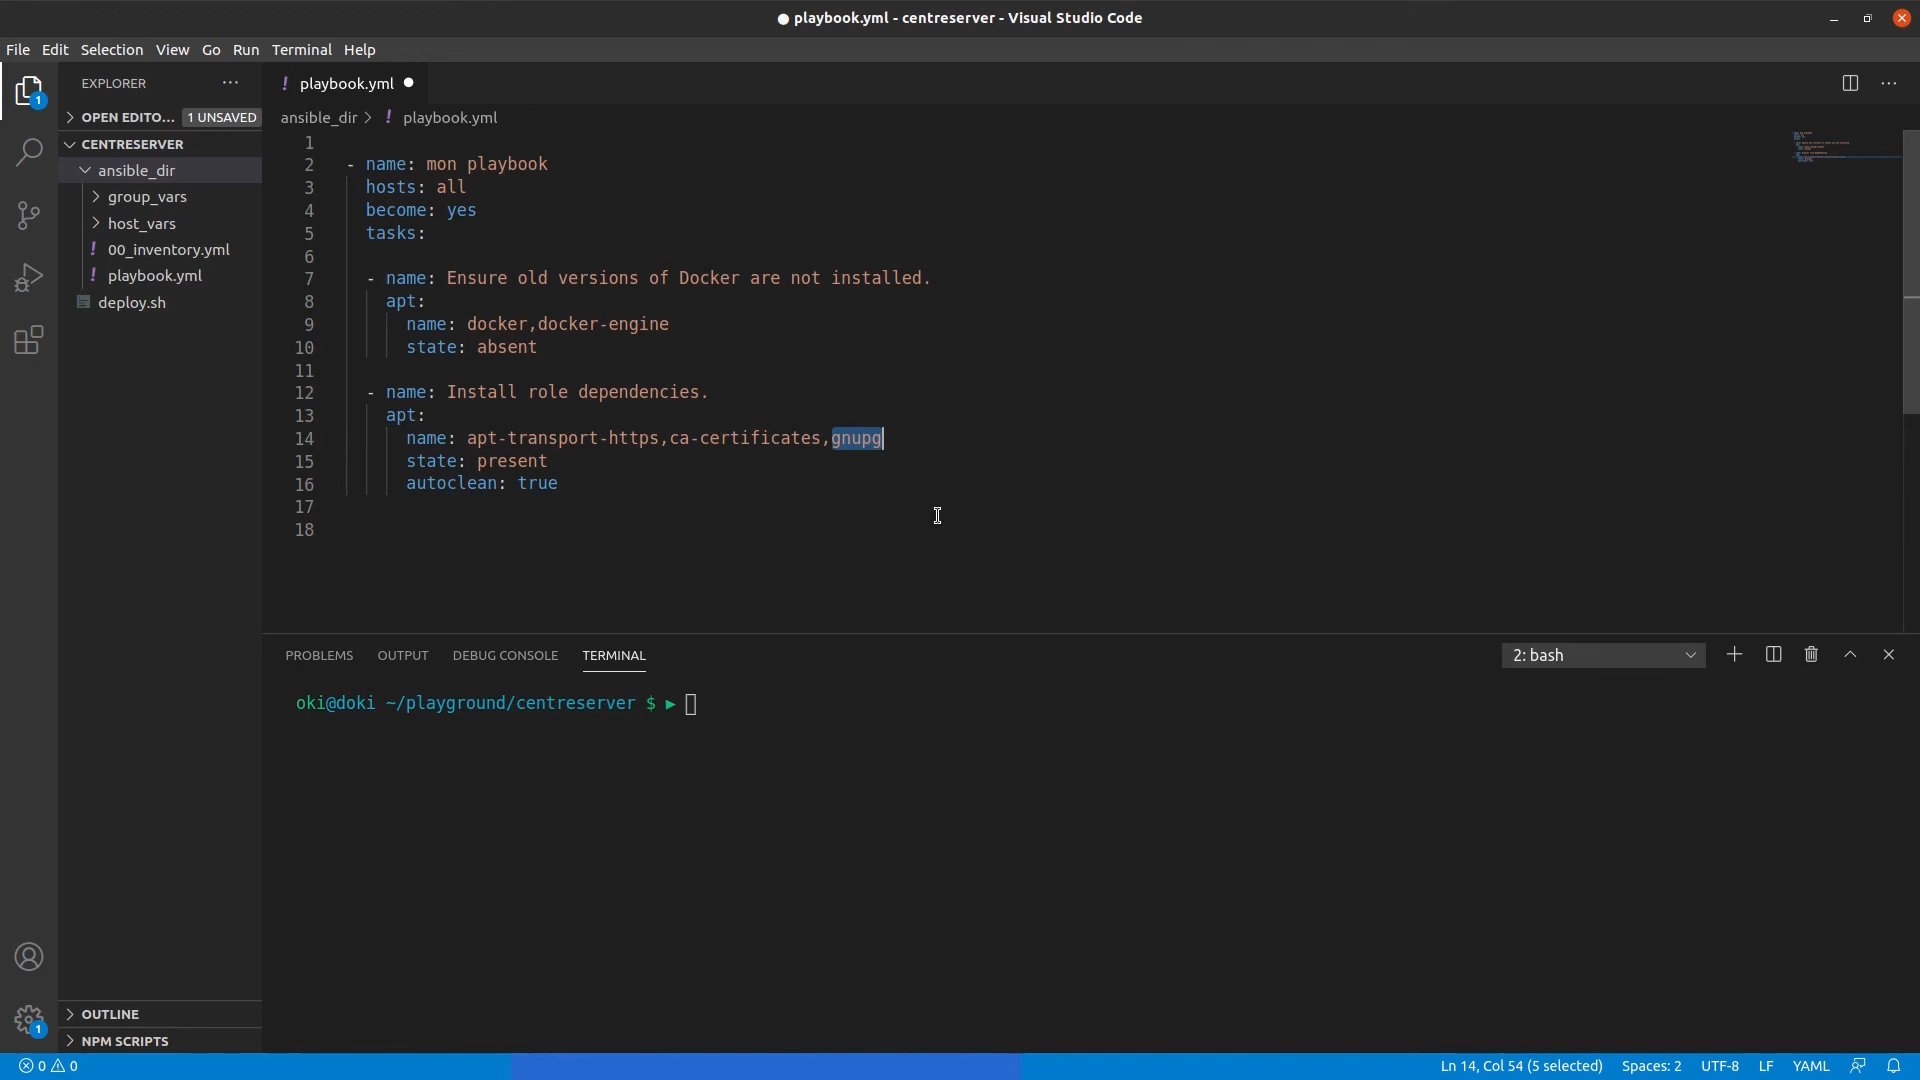 ● playbook.yml - centreserver - Visual Studio Code
File Edit Selection View Go Run Terminal Help
EXPLORER
OPEN EDITO... 1 UNSAVED
CENTRESERVER
ansible_dir
group_vars
host_vars
! 00_inventory.yml
! playbook.yml
deploy.sh
OUTLINE
NPM SCRIPTS
1
1
! playbook.yml ●
ansible_dir > ! playbook.yml
1
2 - name: mon playbook
3 hosts: all
4 become: yes
5 tasks:
6
7 - name: Ensure old versions of Docker are not installed.
8 apt:
9 name: docker,docker-engine
10 state: absent
11
12 - name: Install role dependencies.
13 apt:
14 name: apt-transport-https,ca-certificates,gnupg
15 state: present
16 autoclean: true
17
18
PROBLEMS OUTPUT DEBUG CONSOLE TERMINAL
2: bash
oki@doki ~/playground/centreserver $ ▶
0 0
Ln 14, Col 54 (5 selected) Spaces: 2 UTF-8 LF YAML